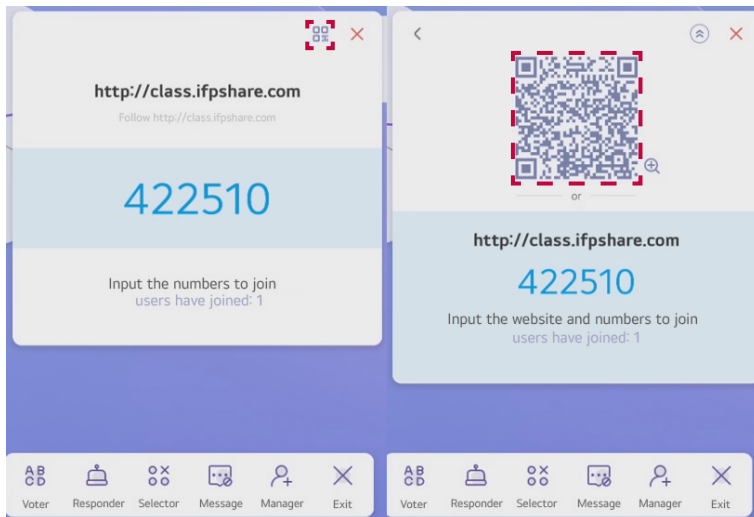 http://class.ifpshare.com
Follow http://class.ifpshare.com
422510
Input the numbers to join
users have joined: 1
A B
C D
Voter
Responder
Selector
Message
Manager
Exit
or
http://class.ifpshare.com
422510
Input the website and numbers to join
users have joined: 1
A B
C D
Voter
Responder
Selector
Message
Manager
Exit